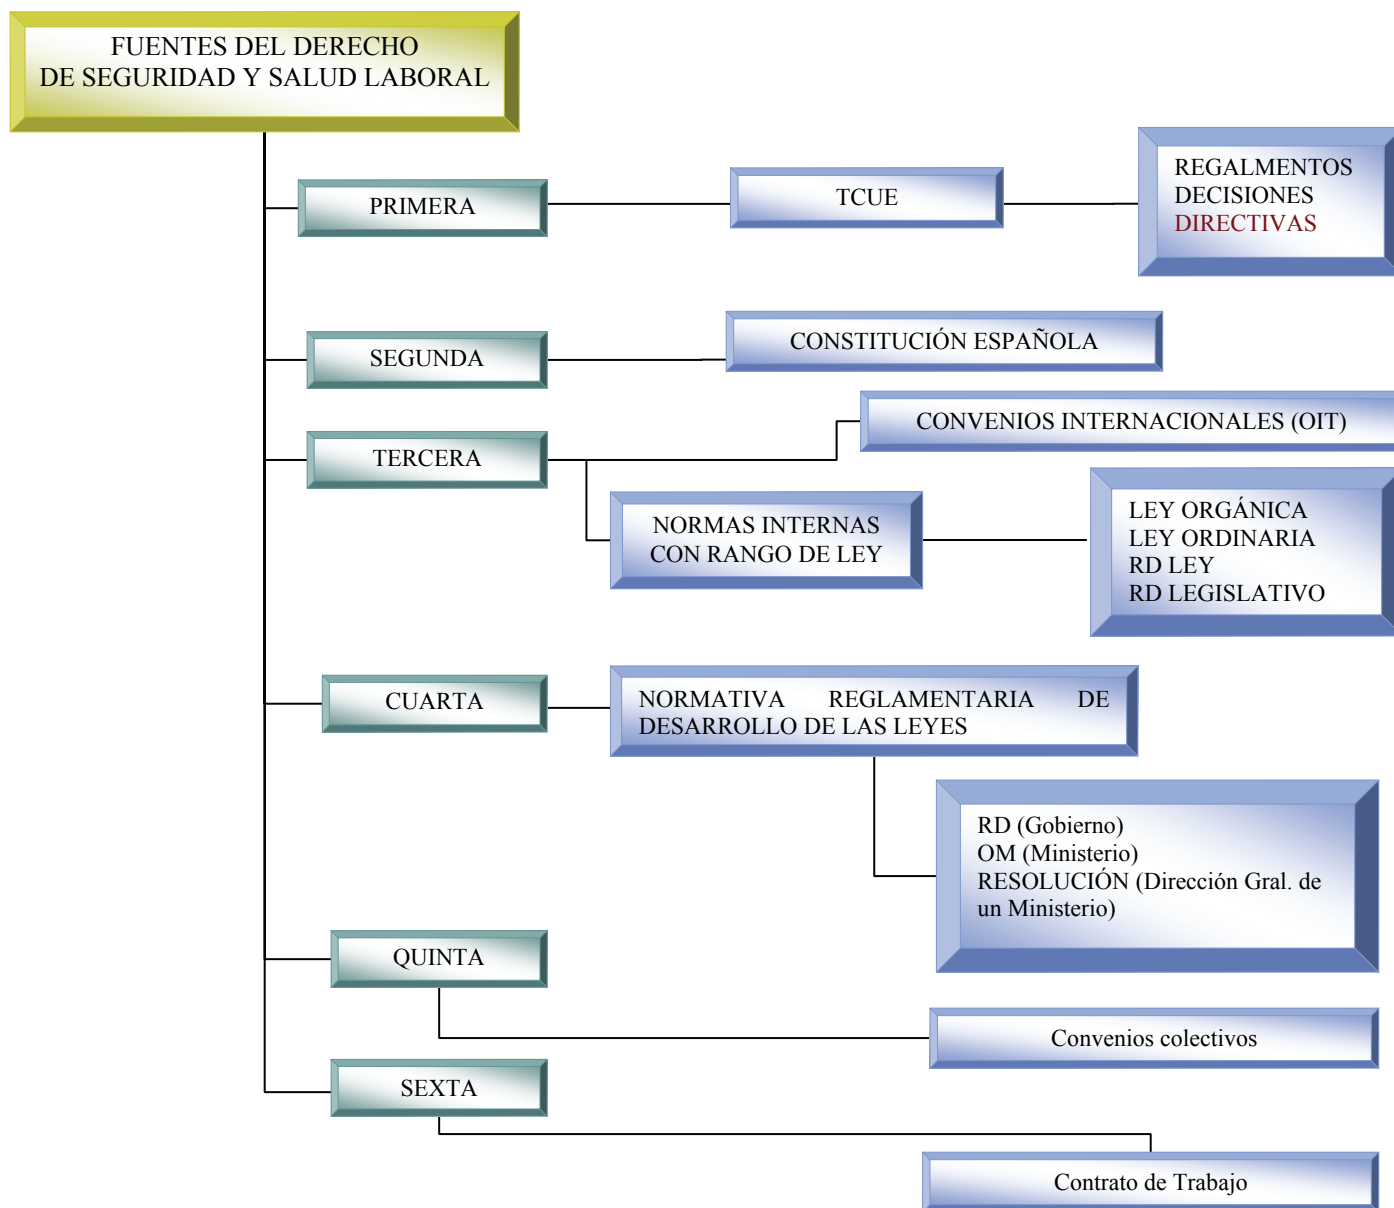 FUENTES DEL DERECHO
DE SEGURIDAD Y SALUD LABORAL
PRIMERA
TCUE
REGALMENTOS
DECISIONES
DIRECTIVAS
SEGUNDA
CONSTITUCIÓN ESPAÑOLA
TERCERA
CONVENIOS INTERNACIONALES (OIT)
NORMAS INTERNAS
CON RANGO DE LEY
LEY ORGÁNICA
LEY ORDINARIA
RD LEY
RD LEGISLATIVO
CUARTA
NORMATIVA REGLAMENTARIA DE
DESARROLLO DE LAS LEYES
RD (Gobierno)
OM (Ministerio)
RESOLUCIÓN (Dirección Gral. de
un Ministerio)
QUINTA
Convenios colectivos
SEXTA
Contrato de Trabajo